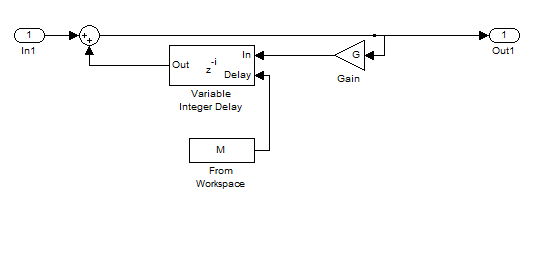 1
In1
+
+
Out
z
-i
In
Delay
Variable
Integer Delay
G
Gain
1
Out1
M
From
Workspace